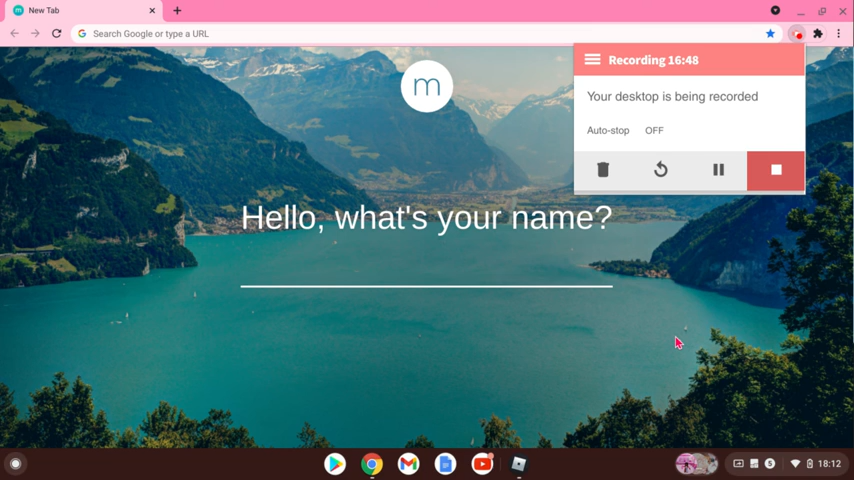 New Tab
Search Google or type a URL
Recording 16:48
Your desktop is being recorded
Auto-stop OFF
m
Hello, what's your name?
5
18:12